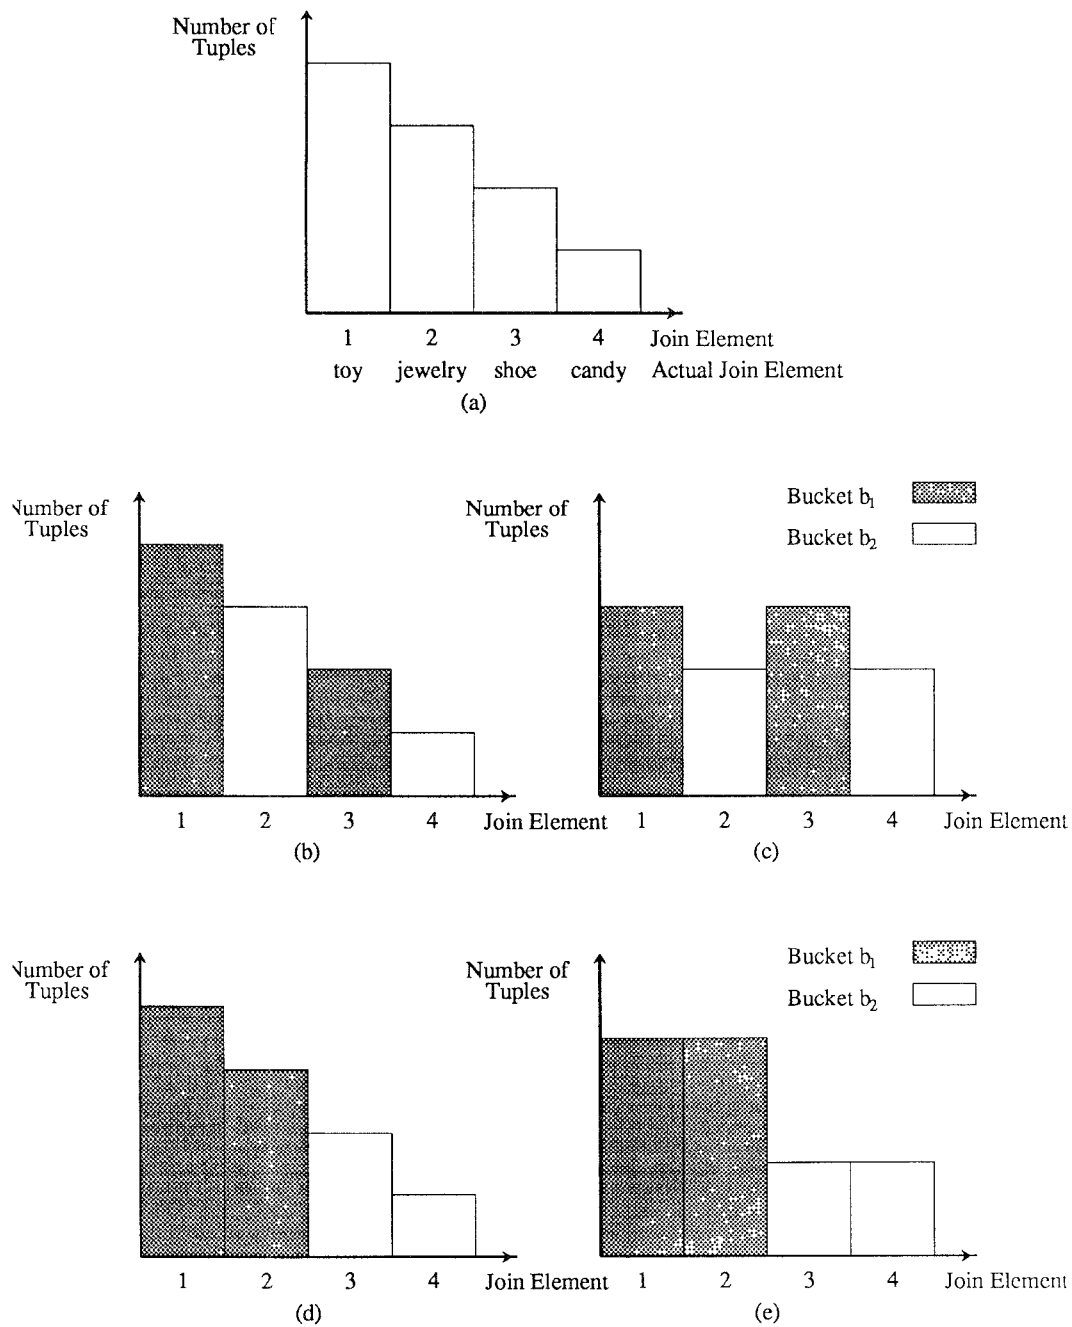 Number of
Tuples
1 2 3 4 Join Element
toy jewelry shoe candy Actual Join Element
(a)
Number of
Tuples
1 2 3 4 Join Element
(b)
Number of
Tuples
Bucket b1
Bucket b2
1 2 3 4 Join Element
(c)
Number of
Tuples
1 2 3 4 Join Element
(d)
Number of
Tuples
Bucket b1
Bucket b2
1 2 3 4 Join Element
(e)